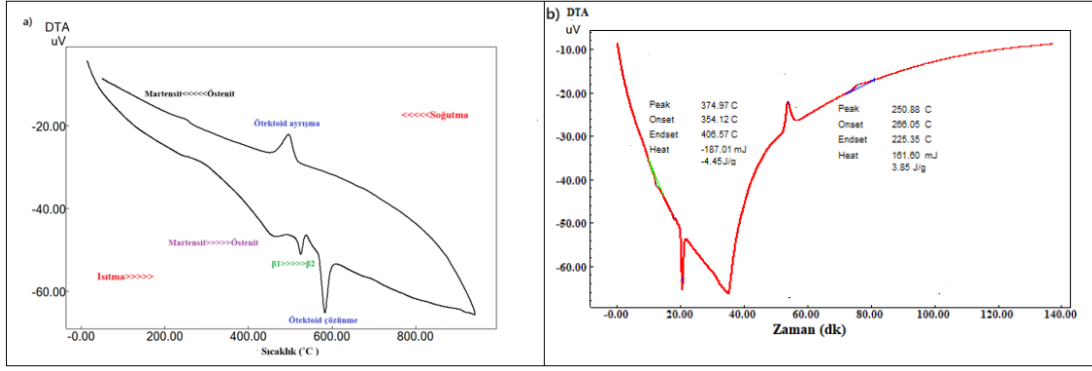 a)
DTA
uV
Martensit<<<<<Östenit
<<<<<Soğutma
Ötektoid ayrışma
-20.00
-40.00
Martensit>>>>>Östenit
Isıtma>>>>>
β1>>>>>β2
-60.00
Ötektoid çözünme
-0.00 200.00 400.00 600.00 800.00
Sıcaklık (°C)
b) DTA
uV
-10.00
-20.00
-30.00
-40.00
-50.00
-60.00
Peak 374.97 C
Onset 354.12 C
Endset 406.57 C
Heat -187.01 mJ
-4.45J/g
Peak 250.88 C
Onset 266.05 C
Endset 225.35 C
Heat 161.60 mJ
3.85 J/g
-0.00 20.00 40.00 60.00 80.00 100.00 120.00 140.00
Zaman (dk)